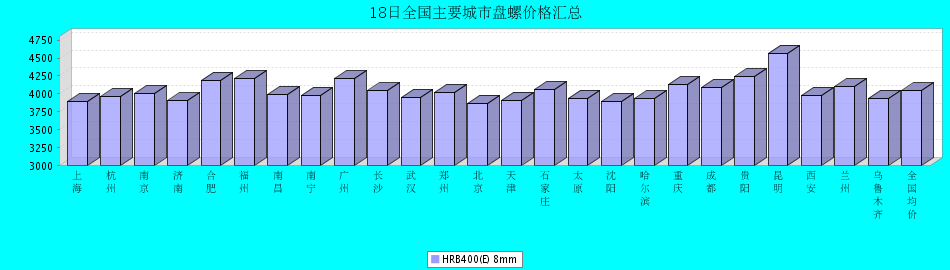 18日全国主要城市盘螺价格汇总
4750
4500
4250
4000
3750
3500
3250
3000
上海
杭州
南京
济南
合肥
福州
南昌
南宁
广州
长沙
武汉
郑州
北京
天津
石家庄
太原
沈阳
哈尔滨
重庆
成都
贵阳
昆明
西安
兰州
乌鲁木齐
全国均价
HRB400(E) 8mm